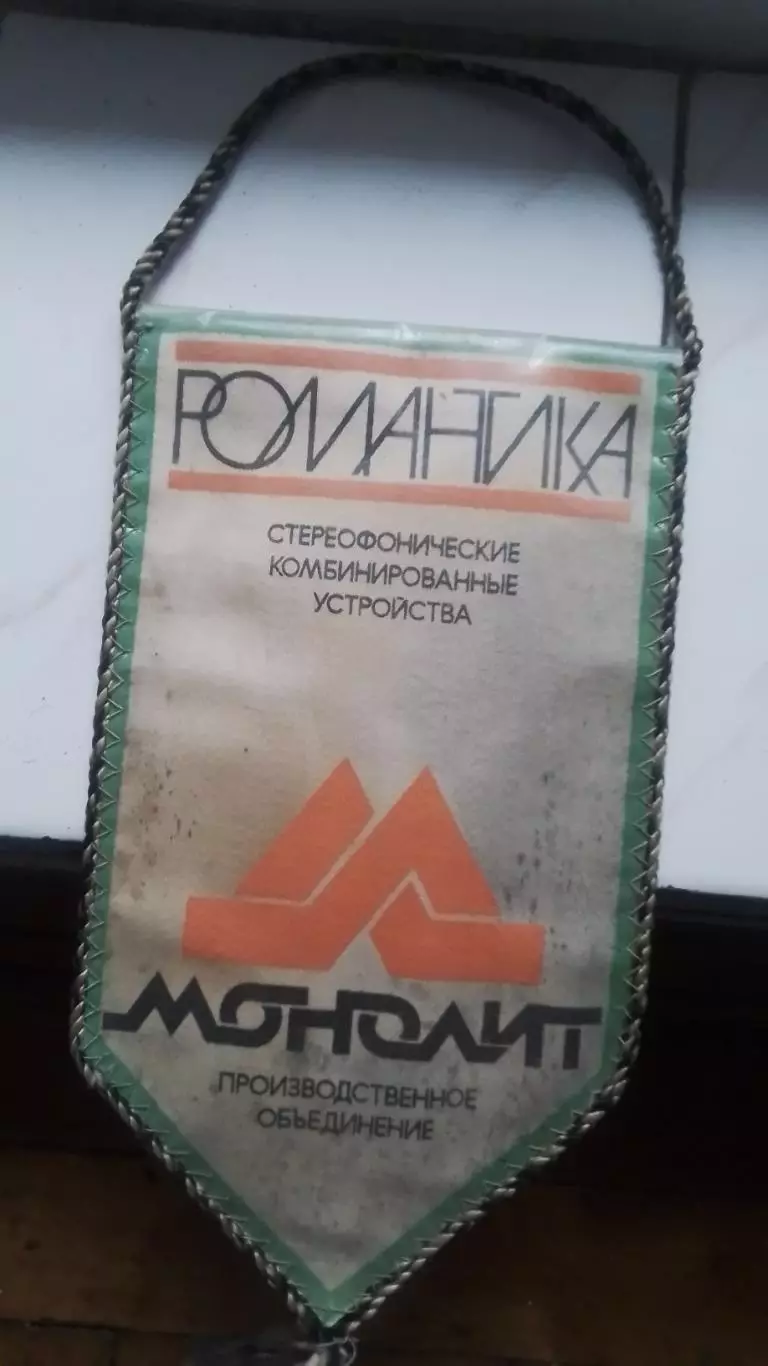 РОМАНТИКА
СТЕРЕОФОНИЧЕСКИЕ
КОМБИНИРОВАННЫЕ
УСТРОЙСТВА
МОНОЛИТ
ПРОИЗВОДСТВЕННОЕ
ОБЪЕДИНЕНИЕ